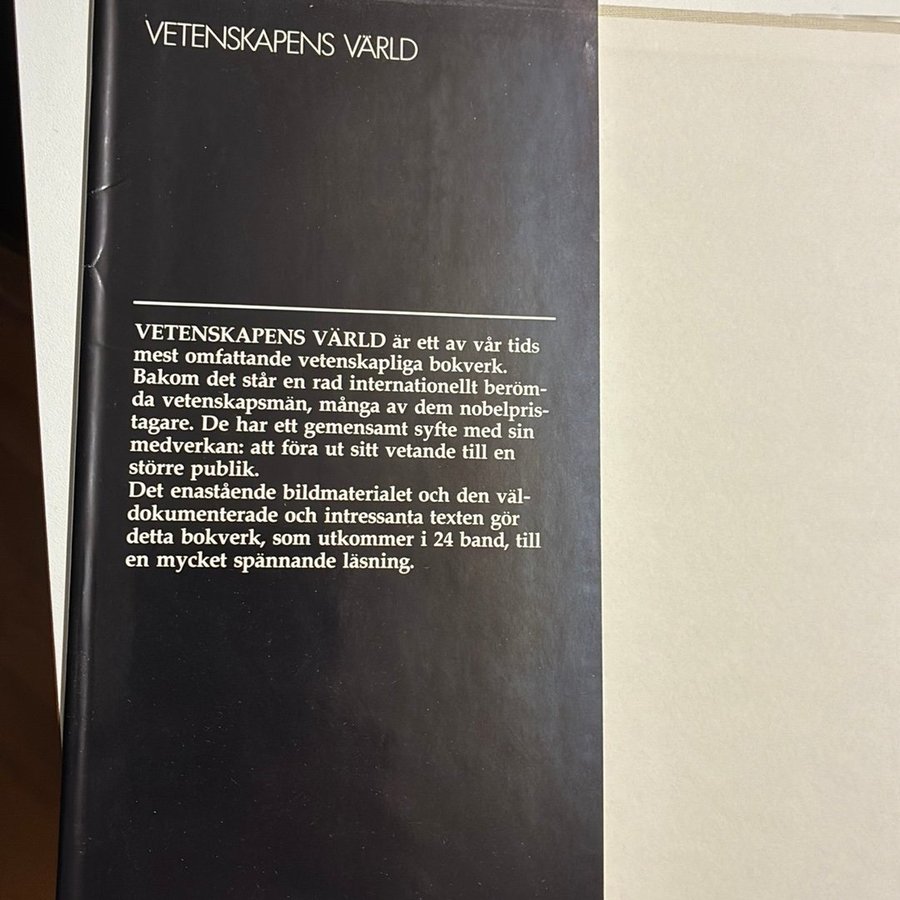 VETENSKAPENS VÄRLD
VETENSKAPENS VÄRLD är ett av vår tids
mest omfattande vetenskapliga bokverk.
Bakom det står en rad internationellt beröm-
da vetenskapsmän, många av dem nobelpris-
tagare. De har ett gemensamt syfte med sin
medverkan: att föra ut sitt vetande till en
större publik.
Det enastående bildmaterialet och den väl-
dokumenterade och intressanta texten gör
detta bokverk, som utkommer i 24 band, till
en mycket spännande läsning.